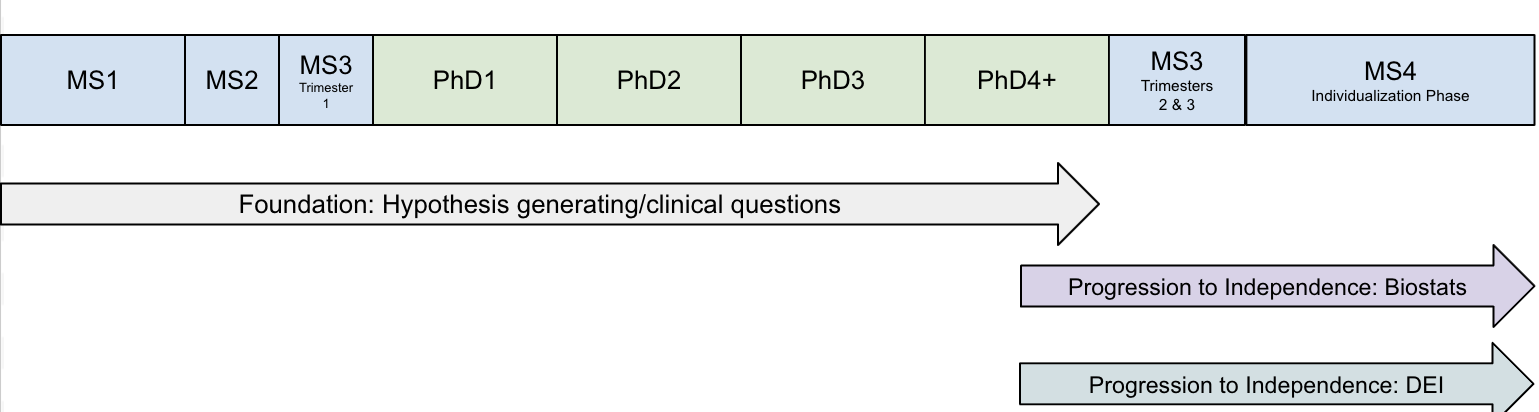 MS1
MS2
MS3
Trimester
1
PhD1
PhD2
PhD3
PhD4+
MS3
Trimesters
2 & 3
MS4
Individualization Phase
Foundation: Hypothesis generating/clinical questions
Progression to Independence: Biostats
Progression to Independence: DEI